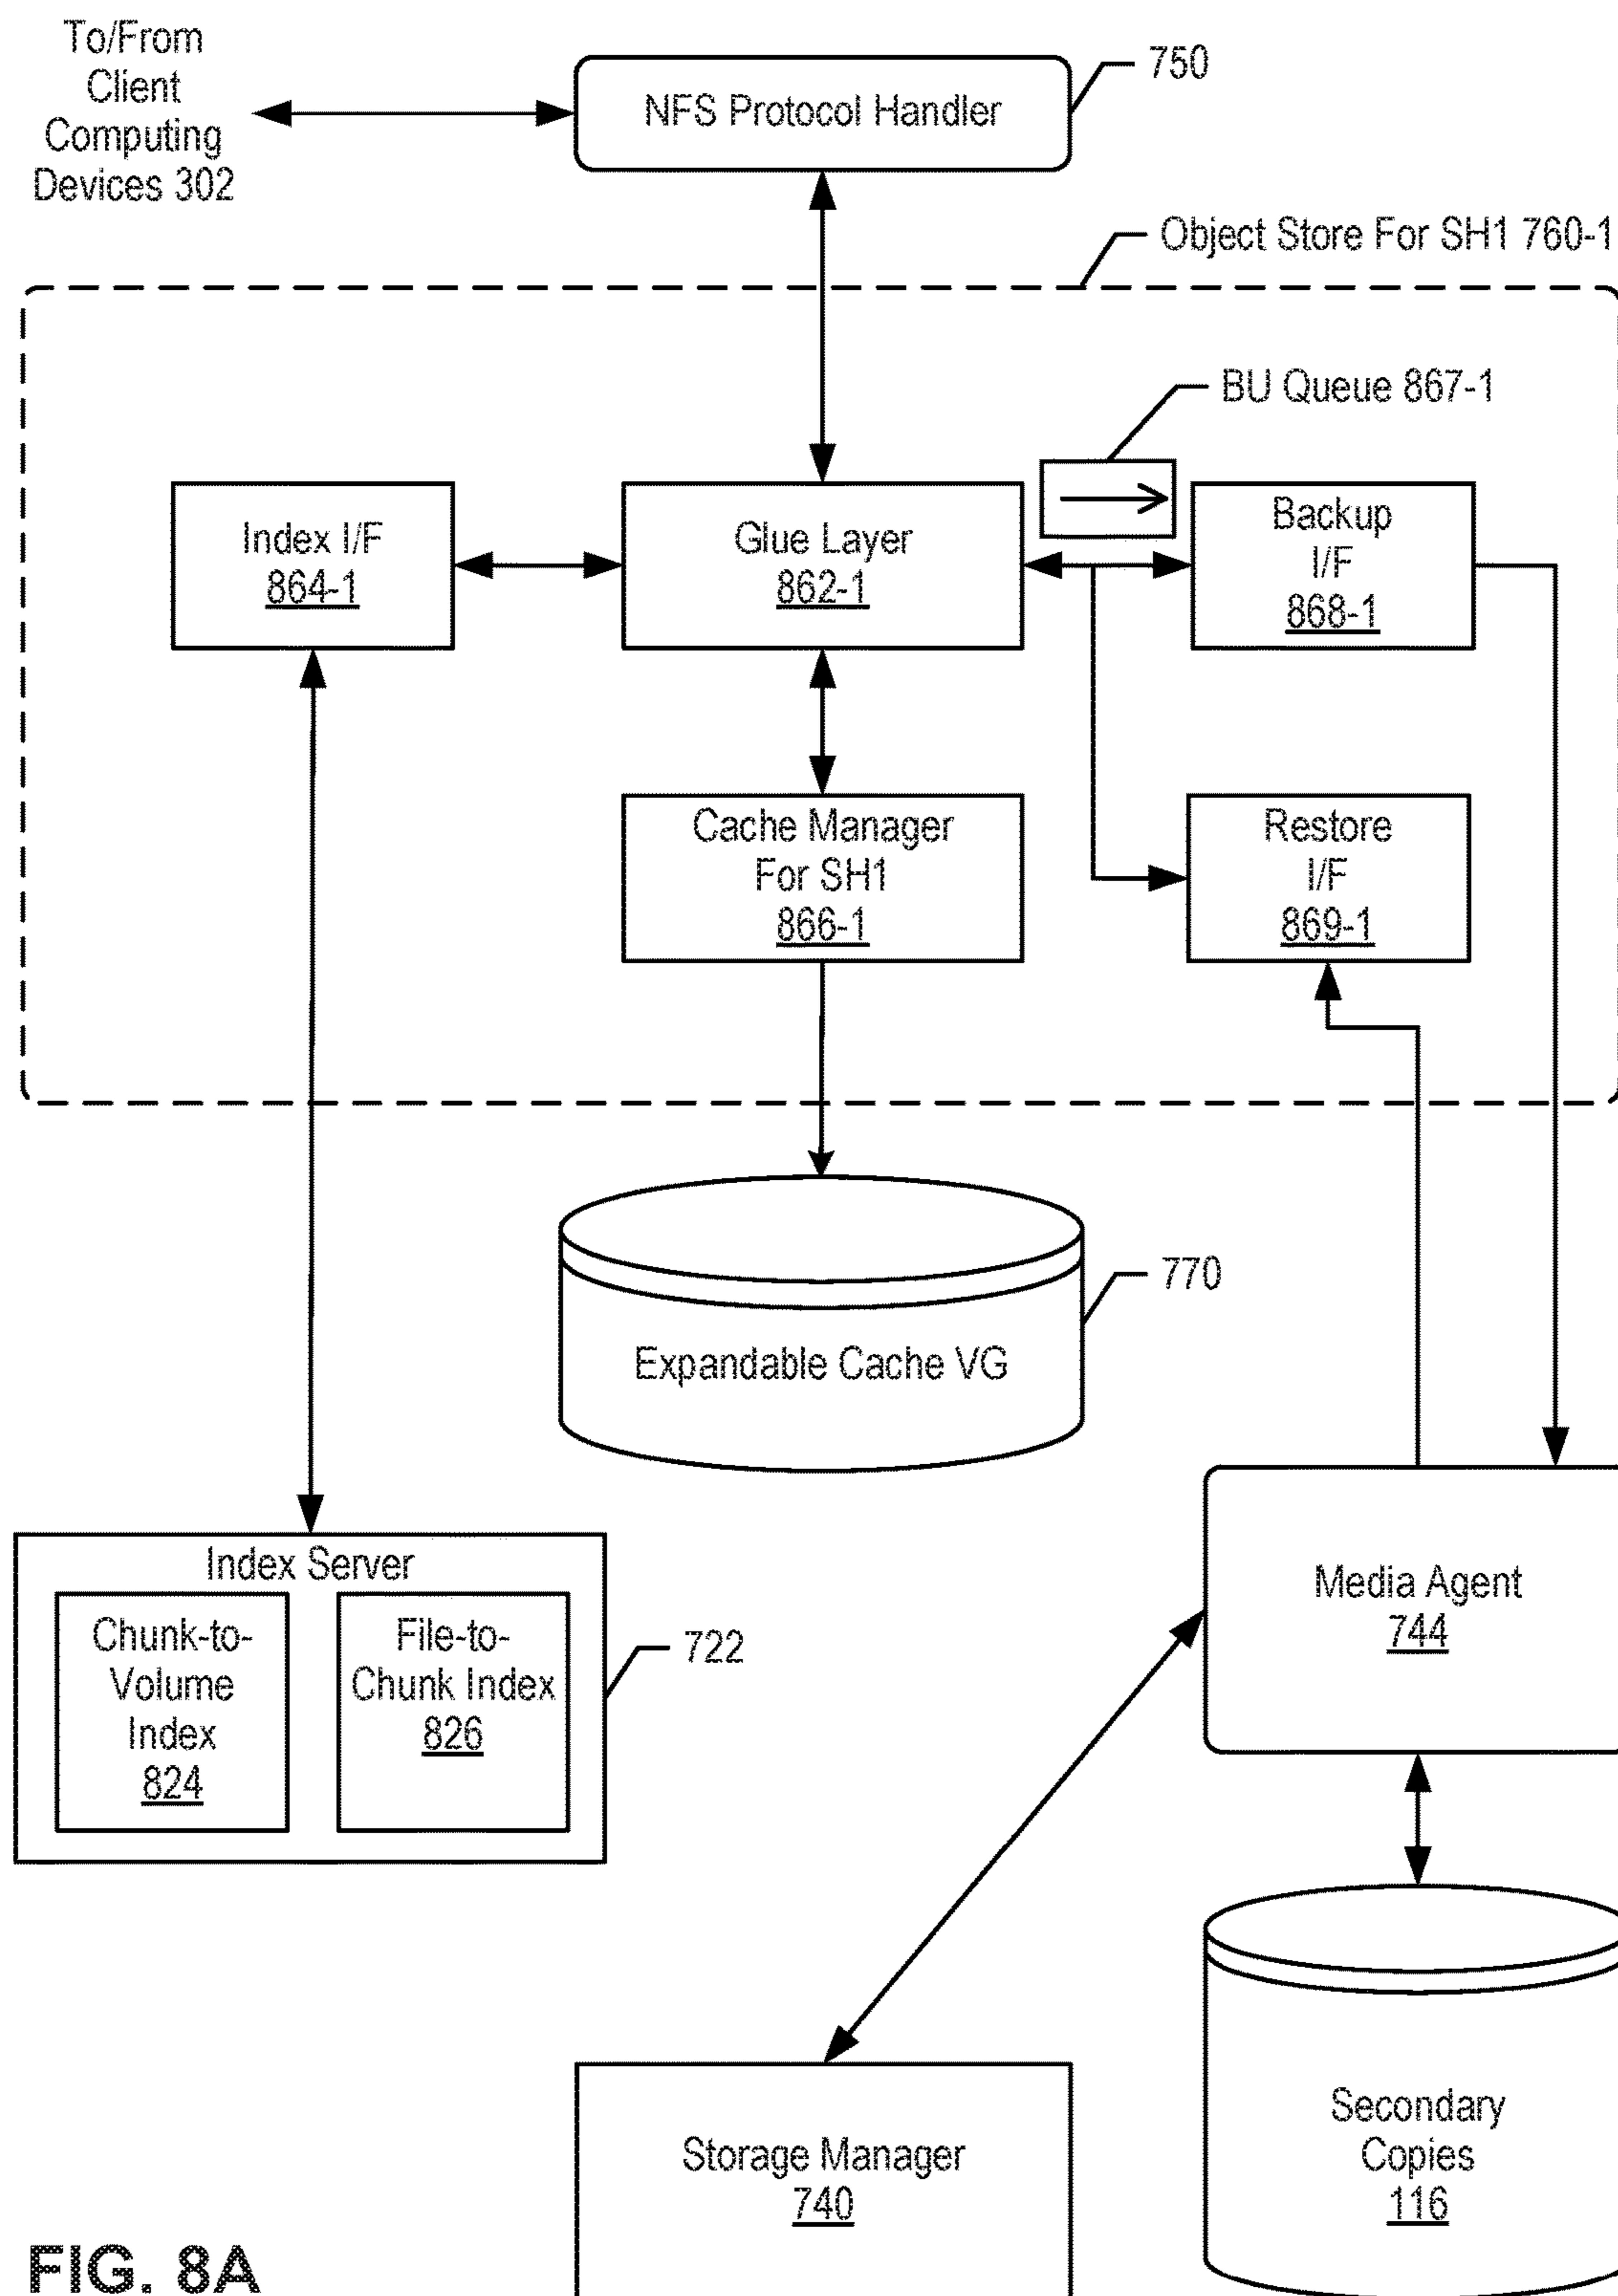 To/From
Client
Computing
Devices 302
NFS Protocol Handler
750
Object Store For SH1 760-1
BU Queue 867-1
Index I/F
864-1
Glue Layer
862-1
Backup
I/F
868-1
Cache Manager
For SH1
866-1
Restore
I/F
869-1
Expandable Cache VG
770
Index Server
Chunk-to-
Volume
Index
824
File-to-
Chunk Index
826
722
Media Agent
744
Storage Manager
740
Secondary
Copies
116
FIG. 8A